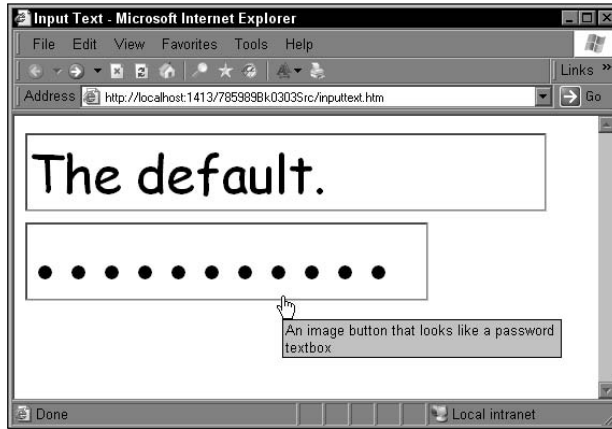 Input Text - Microsoft Internet Explorer
File Edit View Favorites Tools Help
Links »
Address http://localhost:1413/785989Bk0303Src/inputtext.htm Go
The default.
An image button that looks like a password
textbox
Done Local intranet